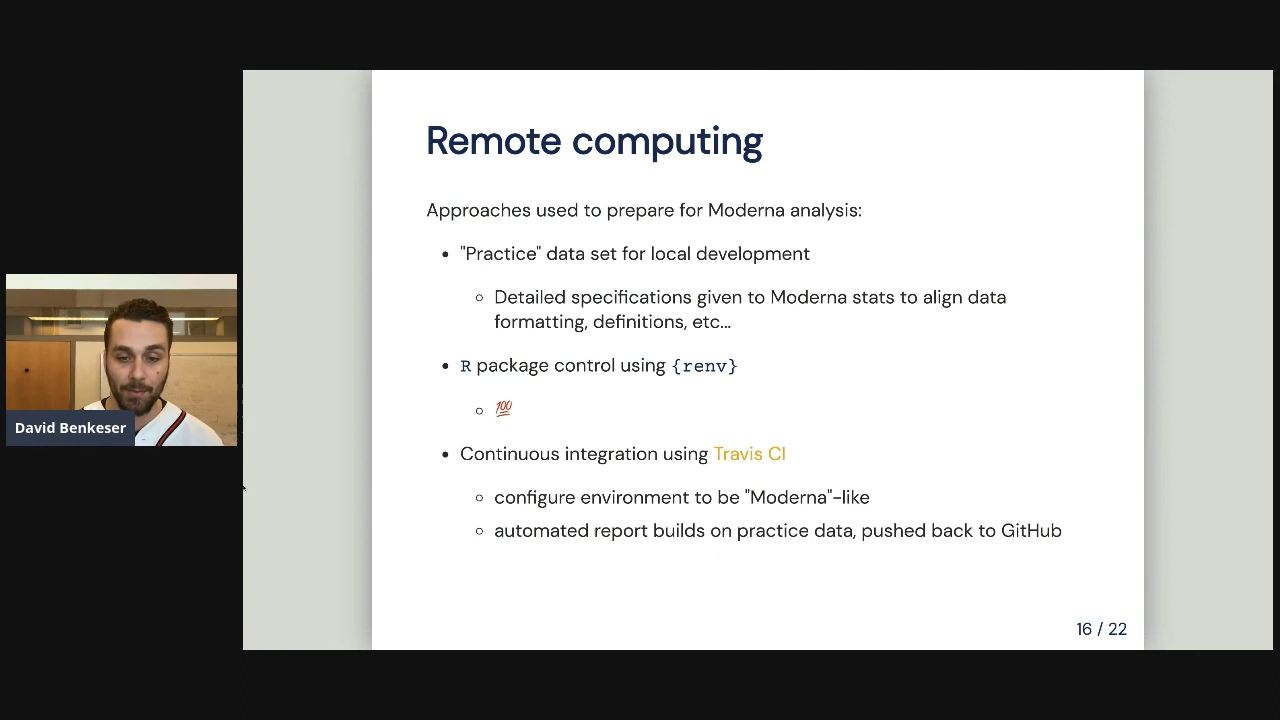 Remote computing
Approaches used to prepare for Moderna analysis:
"Practice" data set for local development
Detailed specifications given to Moderna stats to align data
formatting, definitions, etc...
R package control using {renv}
💯
Continuous integration using Travis CI
configure environment to be "Moderna"-like
automated report builds on practice data, pushed back to GitHub
16 / 22
David Benkeser